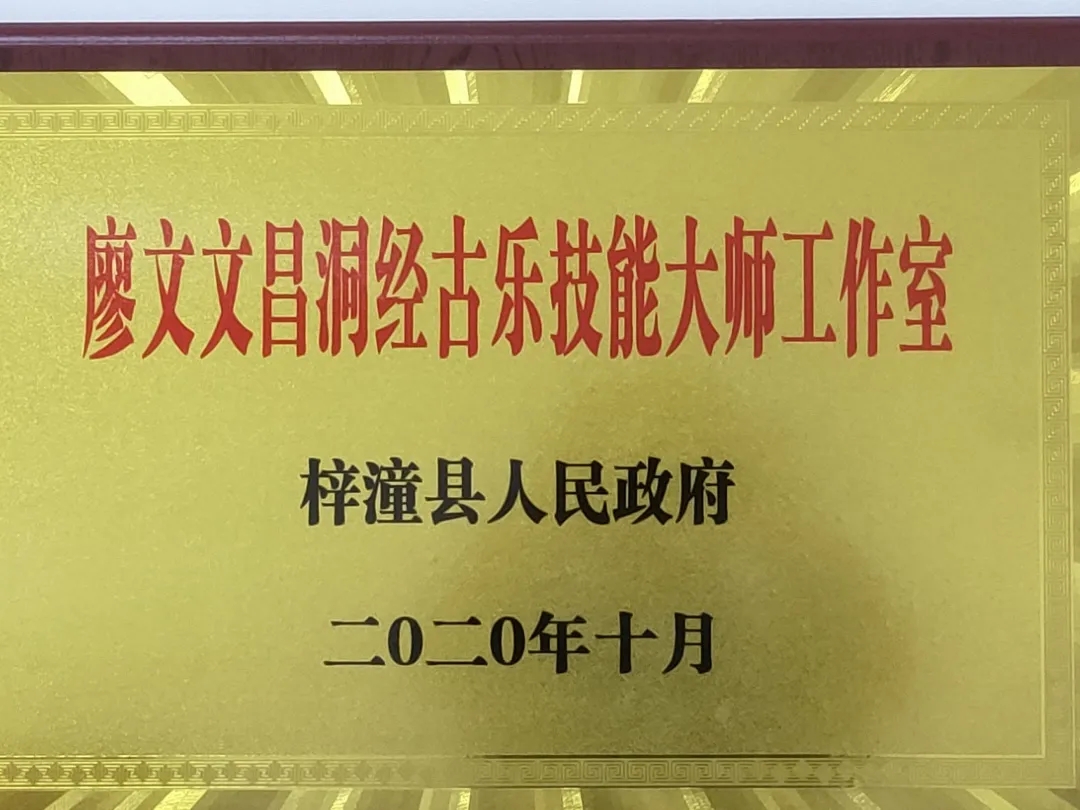 廖文文昌洞经古乐技能大师工作室
梓潼县人民政府
二0二0年十月